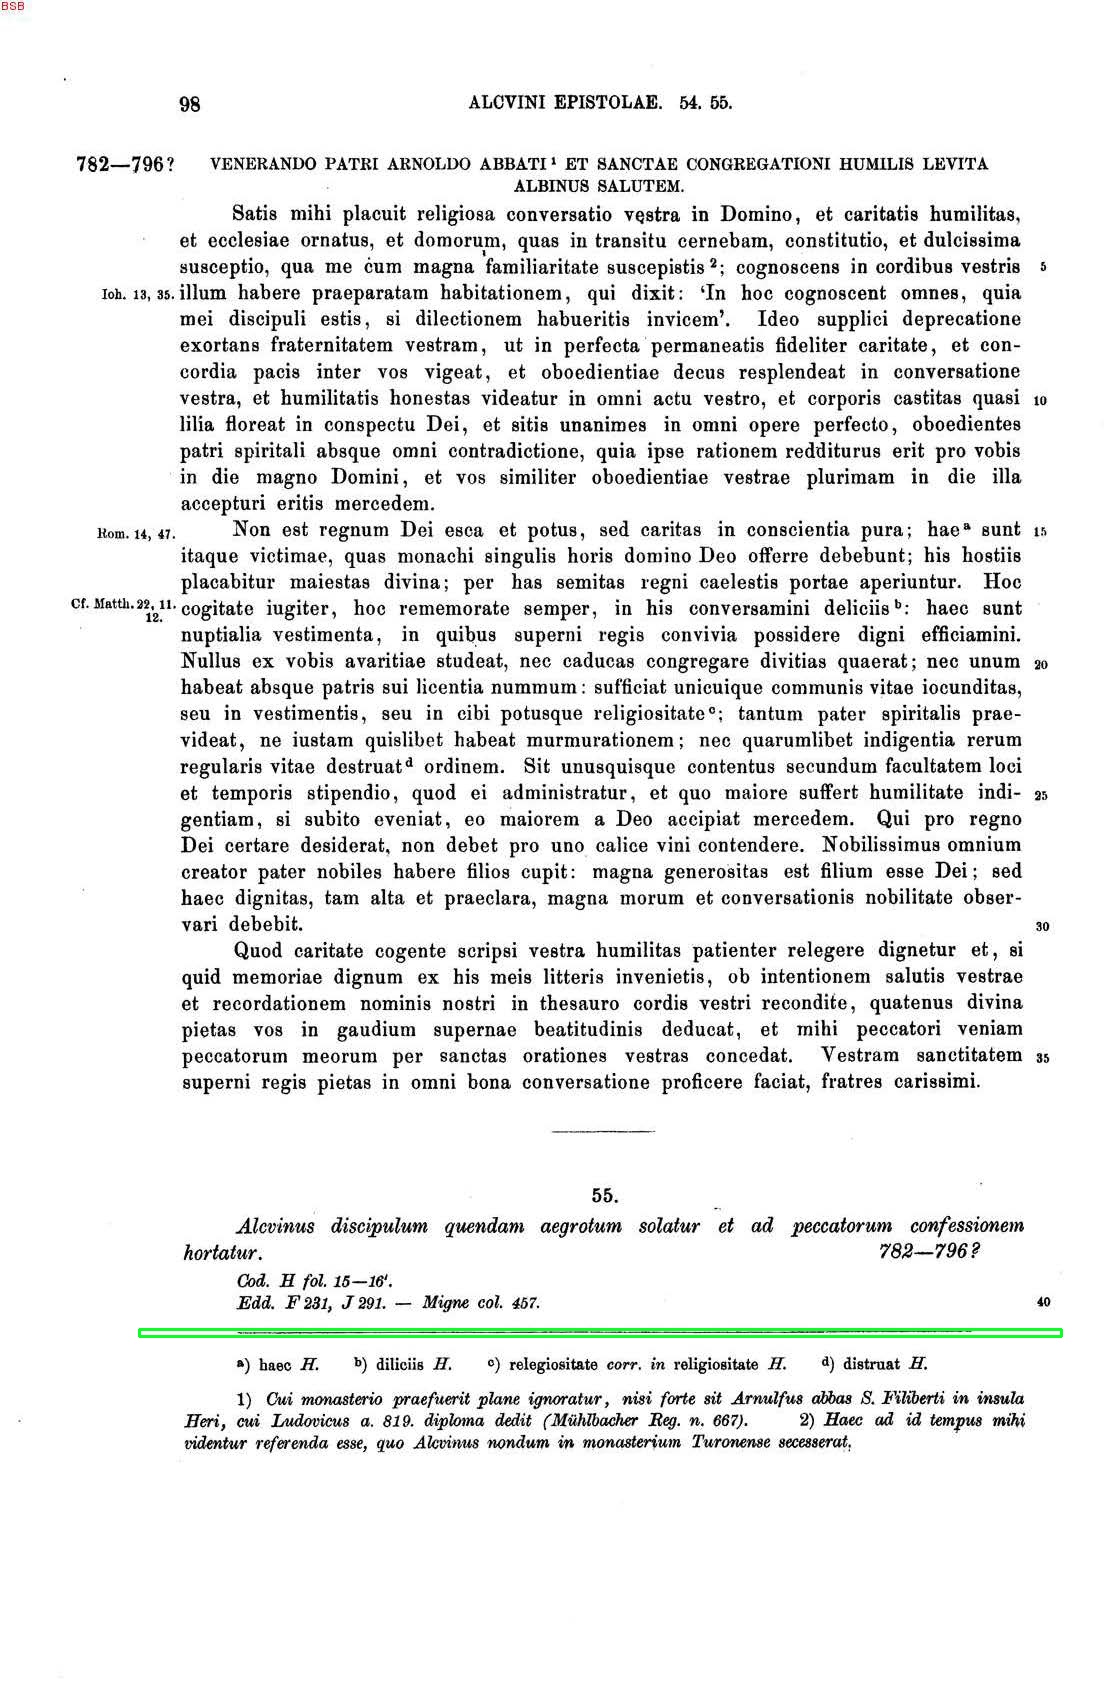 BSB
98 ALCVINI EPISTOLAE. 54. 55.
782—796? VENERANDO PATRI ARNOLDO ABBATI¹ ET SANCTAE CONGREGATIONI HUMILIS LEVITA
ALBINUS SALUTEM.
Satis mihi placuit religiosa conversatio vęstra in Domino, et caritatis humilitas,
et ecclesiae ornatus, et domorum, quas in transitu cernebam, constitutio, et dulcissima
susceptio, qua me cum magna familiaritate suscepistis²; cognoscens in cordibus vestris 5
Ioh. 13, 35. illum habere praeparatam habitationem, qui dixit: ‘In hoc cognoscent omnes, quia
mei discipuli estis, si dilectionem habueritis invicem’. Ideo supplici deprecatione
exortans fraternitatem vestram, ut in perfecta permaneatis fideliter caritate, et con-
cordia pacis inter vos vigeat, et oboedientiae decus resplendeat in conversatione
vestra, et humilitatis honestas videatur in omni actu vestro, et corporis castitas quasi 10
lilia floreat in conspectu Dei, et sitis unanimes in omni opere perfecto, oboedientes
patri spiritali absque omni contradictione, quia ipse rationem redditurus erit pro vobis
in die magno Domini, et vos similiter oboedientiae vestrae plurimam in die illa
accepturi eritis mercedem.
Rom. 14, 47. Non est regnum Dei esca et potus, sed caritas in conscientia pura; haeᵃ sunt 15
itaque victimae, quas monachi singulis horis domino Deo offerre debebunt; his hostiis
placabitur maiestas divina; per has semitas regni caelestis portae aperiuntur. Hoc
Cf. Matth. 22, 11. cogitate iugiter, hoc rememorate semper, in his conversamini deliciisᵇ: haec sunt
12.
nuptialia vestimenta, in quibus superni regis convivia possidere digni efficiamini.
Nullus ex vobis avaritiae studeat, nec caducas congregare divitias quaerat; nec unum 20
habeat absque patris sui licentia nummum: sufficiat unicuique communis vitae iocunditas,
seu in vestimentis, seu in cibi potusque religiositateᶜ; tantum pater spiritalis prae-
videat, ne iustam quislibet habeat murmurationem; nec quarumlibet indigentia rerum
regularis vitae destruatᵈ ordinem. Sit unusquisque contentus secundum facultatem loci
et temporis stipendio, quod ei administratur, et quo maiore suffert humilitate indi- 25
gentiam, si subito eveniat, eo maiorem a Deo accipiat mercedem. Qui pro regno
Dei certare desiderat, non debet pro uno calice vini contendere. Nobilissimus omnium
creator pater nobiles habere filios cupit: magna generositas est filium esse Dei; sed
haec dignitas, tam alta et praeclara, magna morum et conversationis nobilitate obser-
vari debebit. 30
Quod caritate cogente scripsi vestra humilitas patienter relegere dignetur et, si
quid memoriae dignum ex his meis litteris invenietis, ob intentionem salutis vestrae
et recordationem nominis nostri in thesauro cordis vestri recondite, quatenus divina
pietas vos in gaudium supernae beatitudinis deducat, et mihi peccatori veniam
peccatorum meorum per sanctas orationes vestras concedat. Vestram sanctitatem 35
superni regis pietas in omni bona conversatione proficere faciat, fratres carissimi.
55.
Alcvinus discipulum quendam aegrotum solatur et ad peccatorum confessionem
hortatur. 782—796?
Cod. H fol. 15—16'.
Edd. F 231, J 291. — Migne col. 457. 40
ᵃ) haec H. ᵇ) diliciis H. ᶜ) relegiositate corr. in religiositate H. ᵈ) distruat H.
1) Cui monasterio praefuerit plane ignoratur, nisi forte sit Arnulfus abbas S. Filiberti in insula
Heri, cui Ludovicus a. 819. diploma dedit (Mühlbacher Reg. n. 667). 2) Haec ad id tempus mihi
videntur referenda esse, quo Alcvinus nondum in monasterium Turonense secesserat.